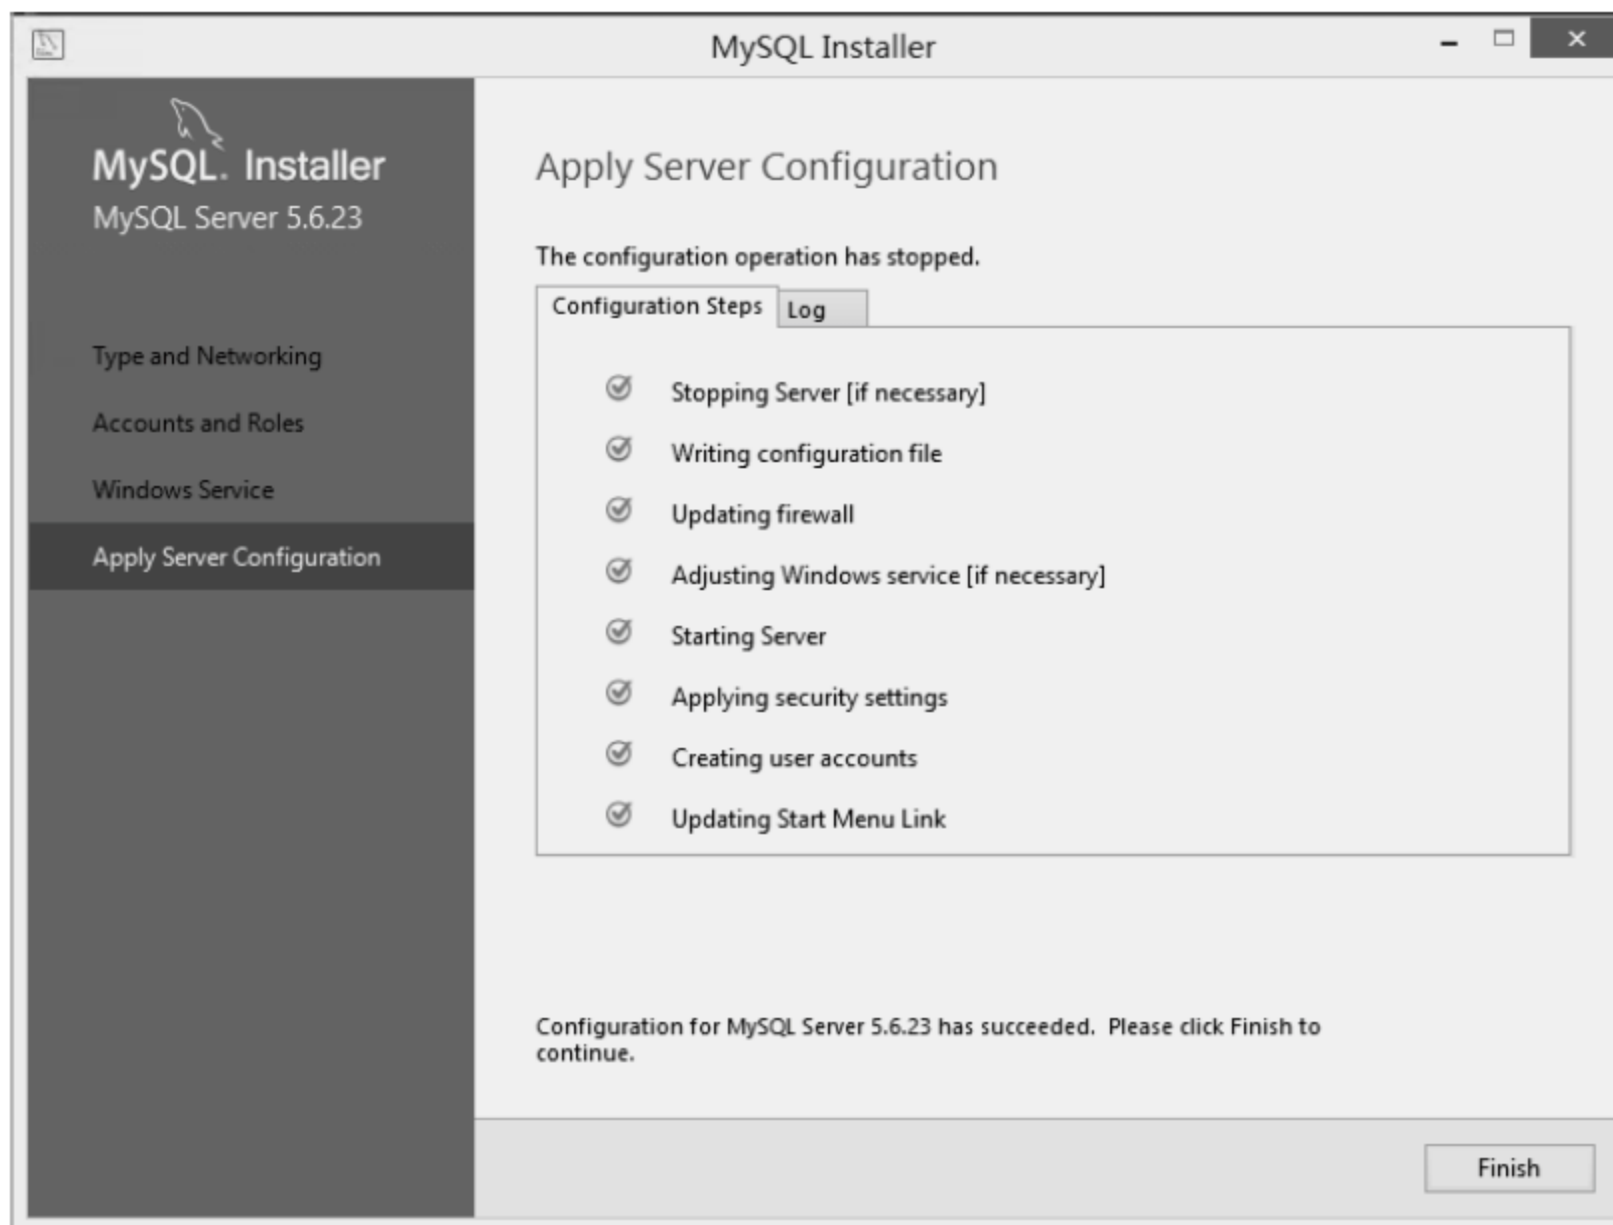 MySQL Installer
MySQL. Installer
MySQL Server 5.6.23
Type and Networking
Accounts and Roles
Windows Service
Apply Server Configuration
Apply Server Configuration
The configuration operation has stopped.
Configuration Steps
Log
Stopping Server [if necessary]
Writing configuration file
Updating firewall
Adjusting Windows service [if necessary]
Starting Server
Applying security settings
Creating user accounts
Updating Start Menu Link
Configuration for MySQL Server 5.6.23 has succeeded. Please click Finish to
continue.
Finish